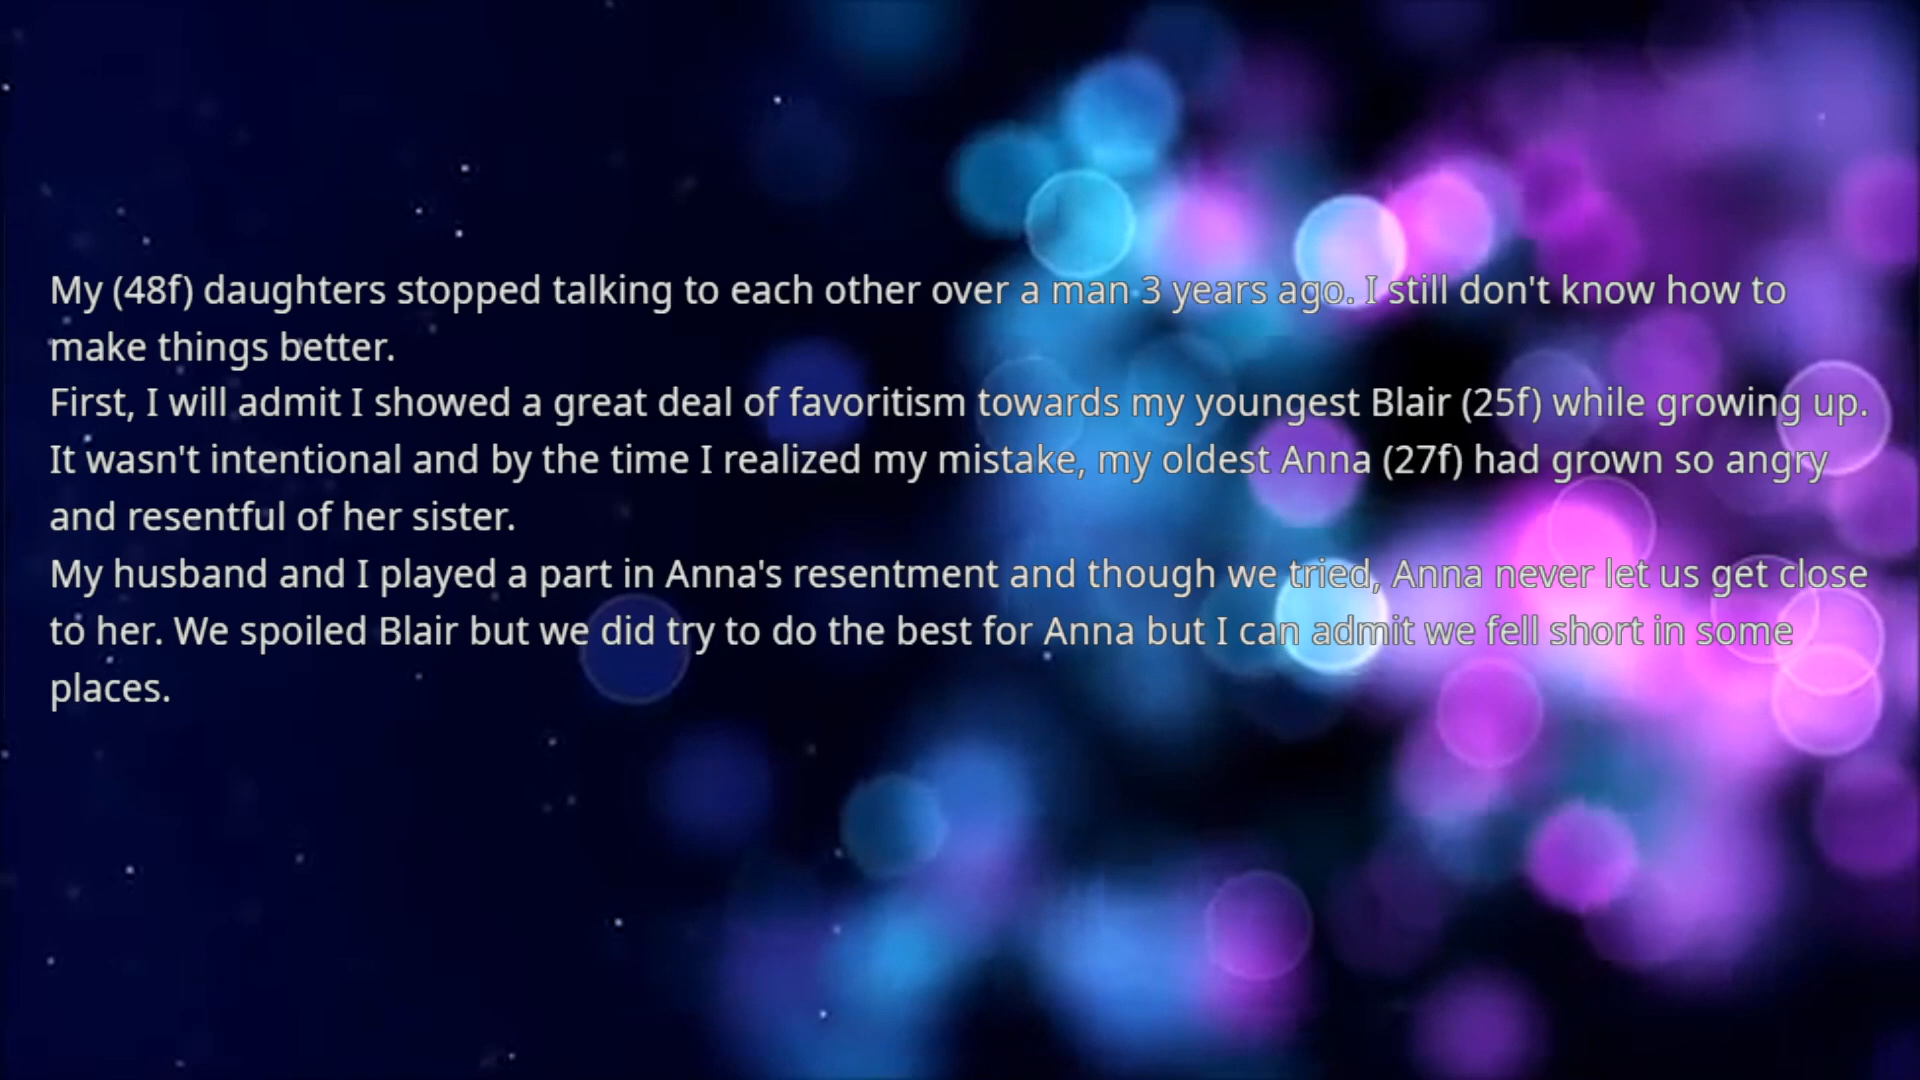 My (48f) daughters stopped talking to each other over a man 3 years ago. I still don't know how to
make things better.
First, I will admit I showed a great deal of favoritism towards my youngest Blair (25f) while growing up.
It wasn't intentional and by the time I realized my mistake, my oldest Anna (27f) had grown so angry
and resentful of her sister.
My husband and I played a part in Anna's resentment and though we tried, Anna never let us get close
to her. We spoiled Blair but we did try to do the best for Anna but I can admit we fell short in some
places.